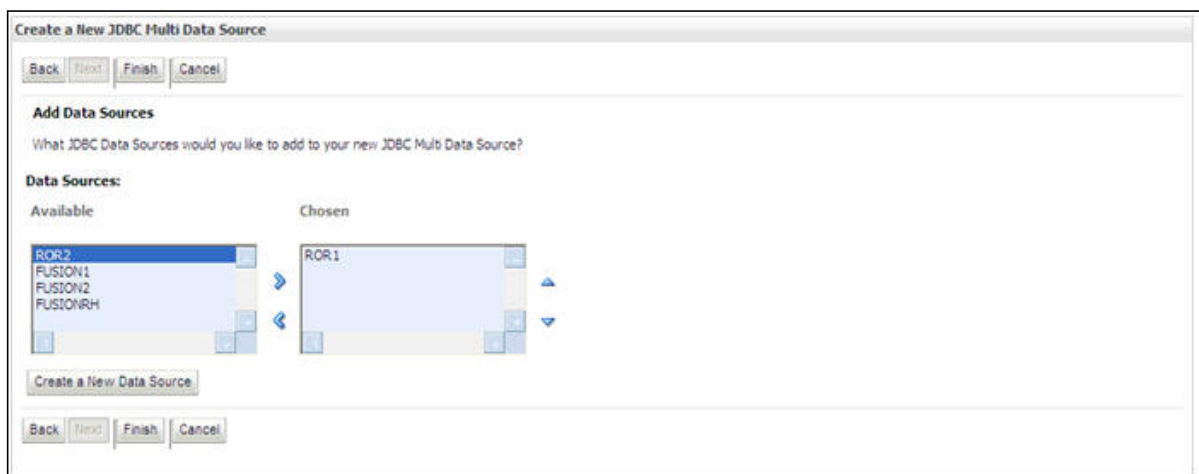 Create a New JDBC Multi Data Source
Back Next Finish Cancel
Add Data Sources
What JDBC Data Sources would you like to add to your new JDBC Multi Data Source?
Data Sources:
Available Chosen
ROR2 ROR1
FUSION1
FUSION2
FUSIONRH
Create a New Data Source
Back Next Finish Cancel